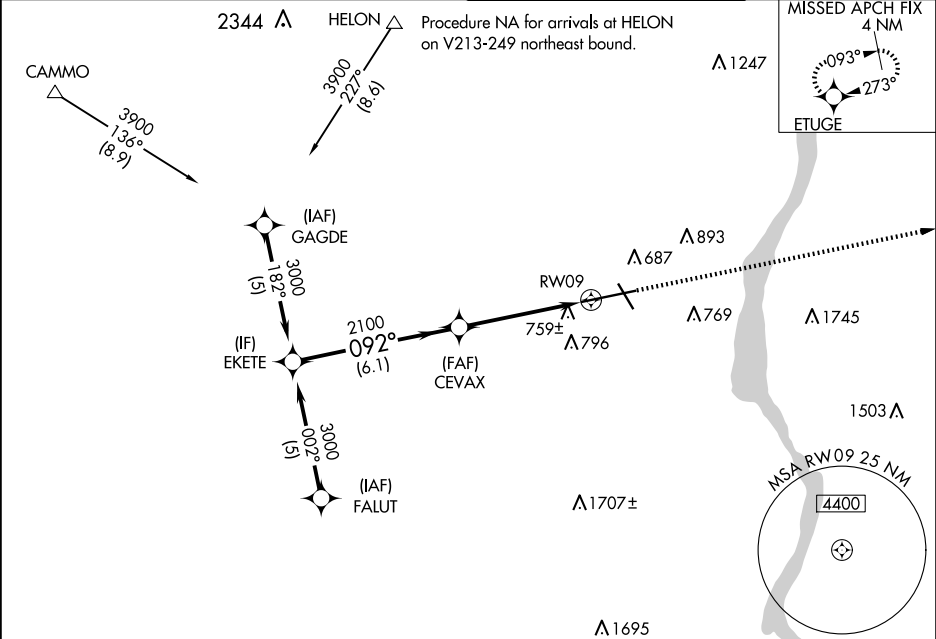 2344
HELON
Procedure NA for arrivals at HELON
on V213-249 northeast bound.
MISSED APCH FIX
4 NM
093°
273°
ETUGE
1247
CAMMO
3900
136°
(8.9)
3900
227°
(8.6)
(IAF)
GAGDE
3000
182°
(5)
893
687
RW09
759±
796
769
1745
2100
092°
(6.1)
(IF)
EKETE
(FAF)
CEVAX
3000
002°
(5)
(IAF)
FALUT
1503
MSA RW09 25 NM
4400
1707±
1695